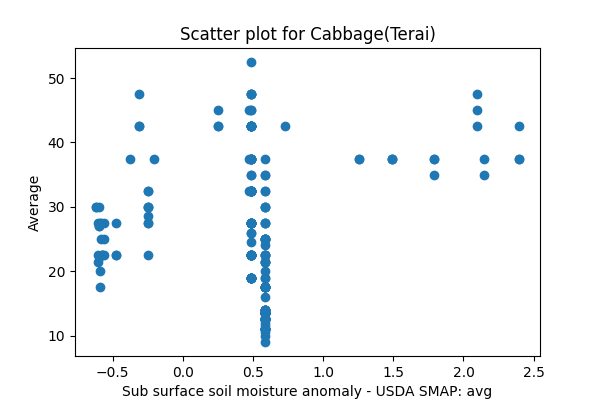 Scatter plot for Cabbage(Terai)
Average
50
40
30
20
10
−0.5 0.0 0.5 1.0 1.5 2.0 2.5
Sub surface soil moisture anomaly - USDA SMAP: avg